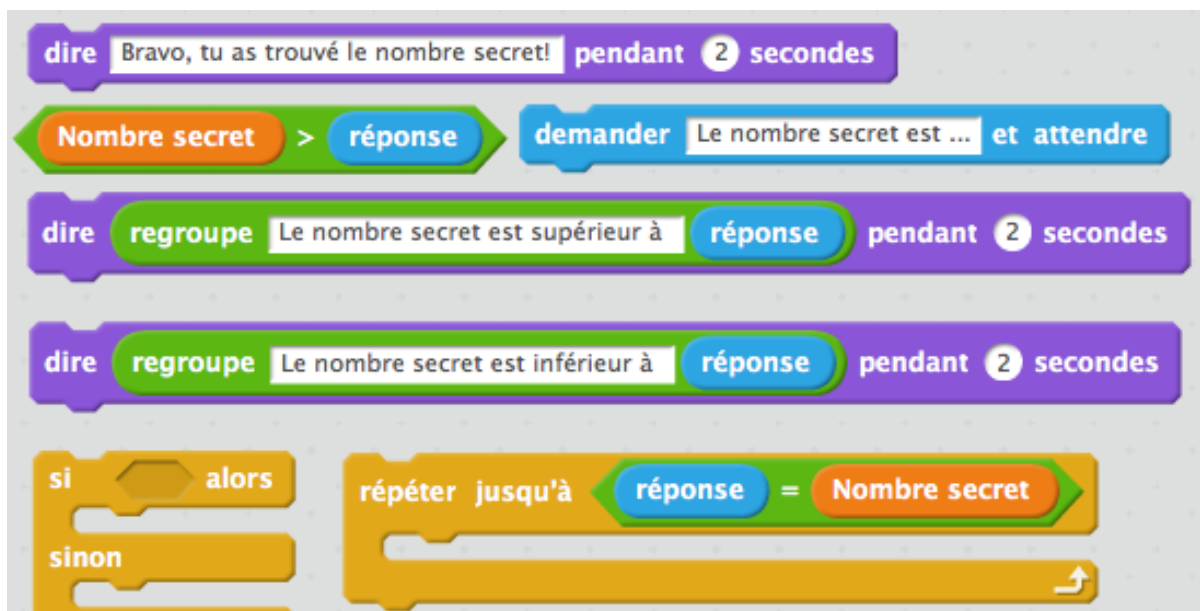 dire Bravo, tu as trouvé le nombre secret! pendant 2 secondes
Nombre secret > réponse
demander Le nombre secret est ... et attendre
dire regroupe Le nombre secret est supérieur à réponse pendant 2 secondes
dire regroupe Le nombre secret est inférieur à réponse pendant 2 secondes
si alors
sinon
répéter jusqu'à réponse = Nombre secret